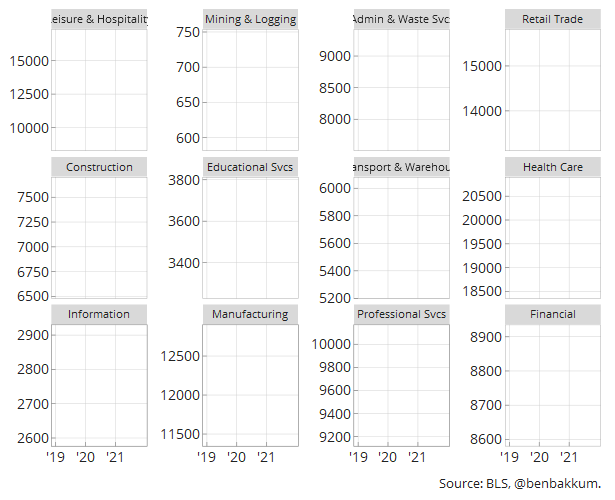 Leisure & Hospitality Mining & Logging Admin & Waste Svc Retail Trade
15000 12500 10000
750 700 650 600
9000 8500 8000
15000 14000
Construction Educational Svcs Transport & Warehou Health Care
7500 7250 7000 6750 6500
3800 3600 3400
6000 5800 5600 5400 5200
20500 20000 19500 19000 18500
Information Manufacturing Professional Svcs Financial
2900 2800 2700 2600
12500 12000 11500
10000 9800 9600 9400 9200
8900 8800 8700 8600
'19 '20 '21 '19 '20 '21 '19 '20 '21 '19 '20 '21
Source: BLS, @benbakkum.